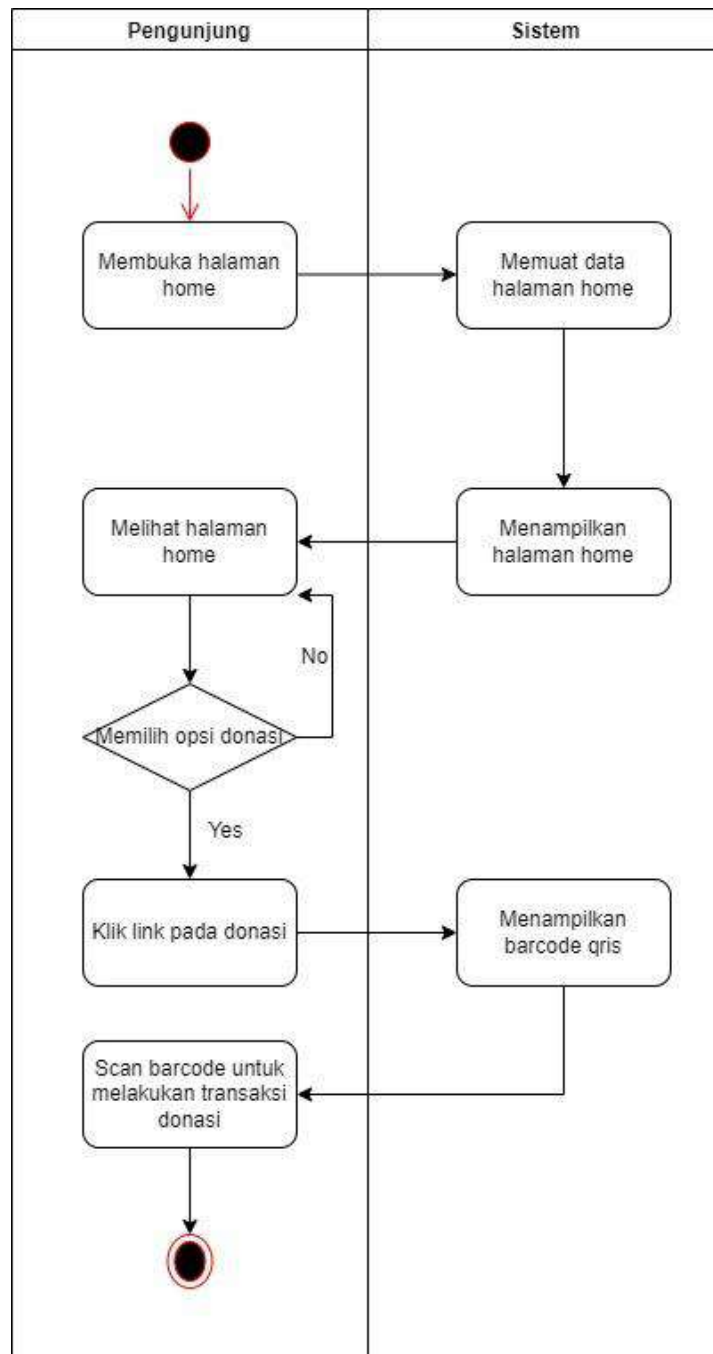 Pengunjung
Sistem
Membuka halaman
home
Memuat data
halaman home
Melihat halaman
home
Menampilkan
halaman home
No
Memilih opsi donasi
Yes
Klik link pada donasi
Menampilkan
barcode qris
Scan barcode untuk
melakukan transaksi
donasi